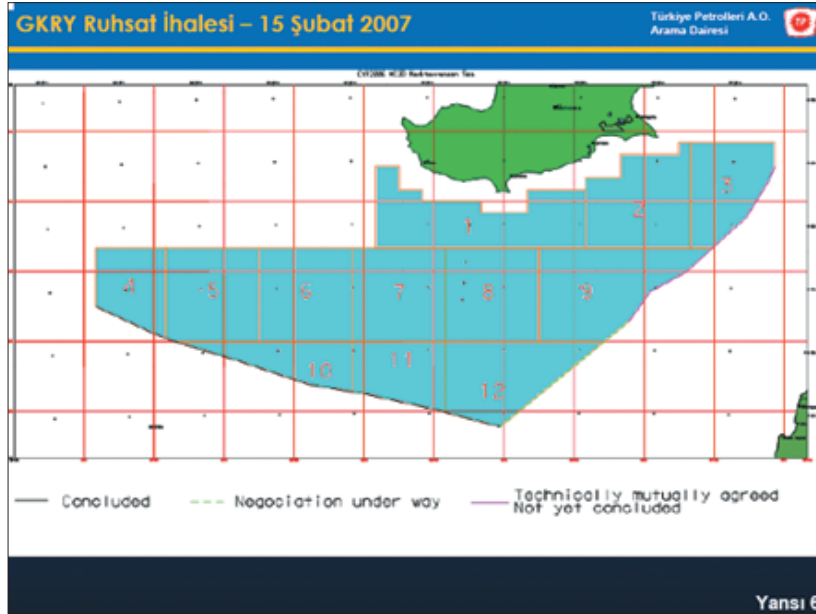 GKRY Ruhsat İhalesi – 15 Şubat 2007
Türkiye Petrolleri A.O.
Arama Dairesi
TP
3
2
1
4
5
6
7
8
9
10
11
12
Concluded
Negociation under way
Technically mutually agreed
Not yet concluded
Yansı 6